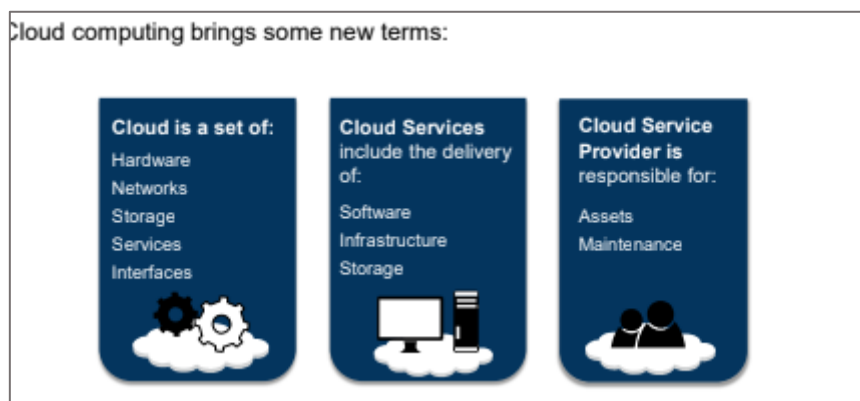 Cloud computing brings some new terms:
Cloud is a set of:
Hardware
Networks
Storage
Services
Interfaces
Cloud Services
include the delivery
of:
Software
Infrastructure
Storage
Cloud Service
Provider is
responsible for:
Assets
Maintenance